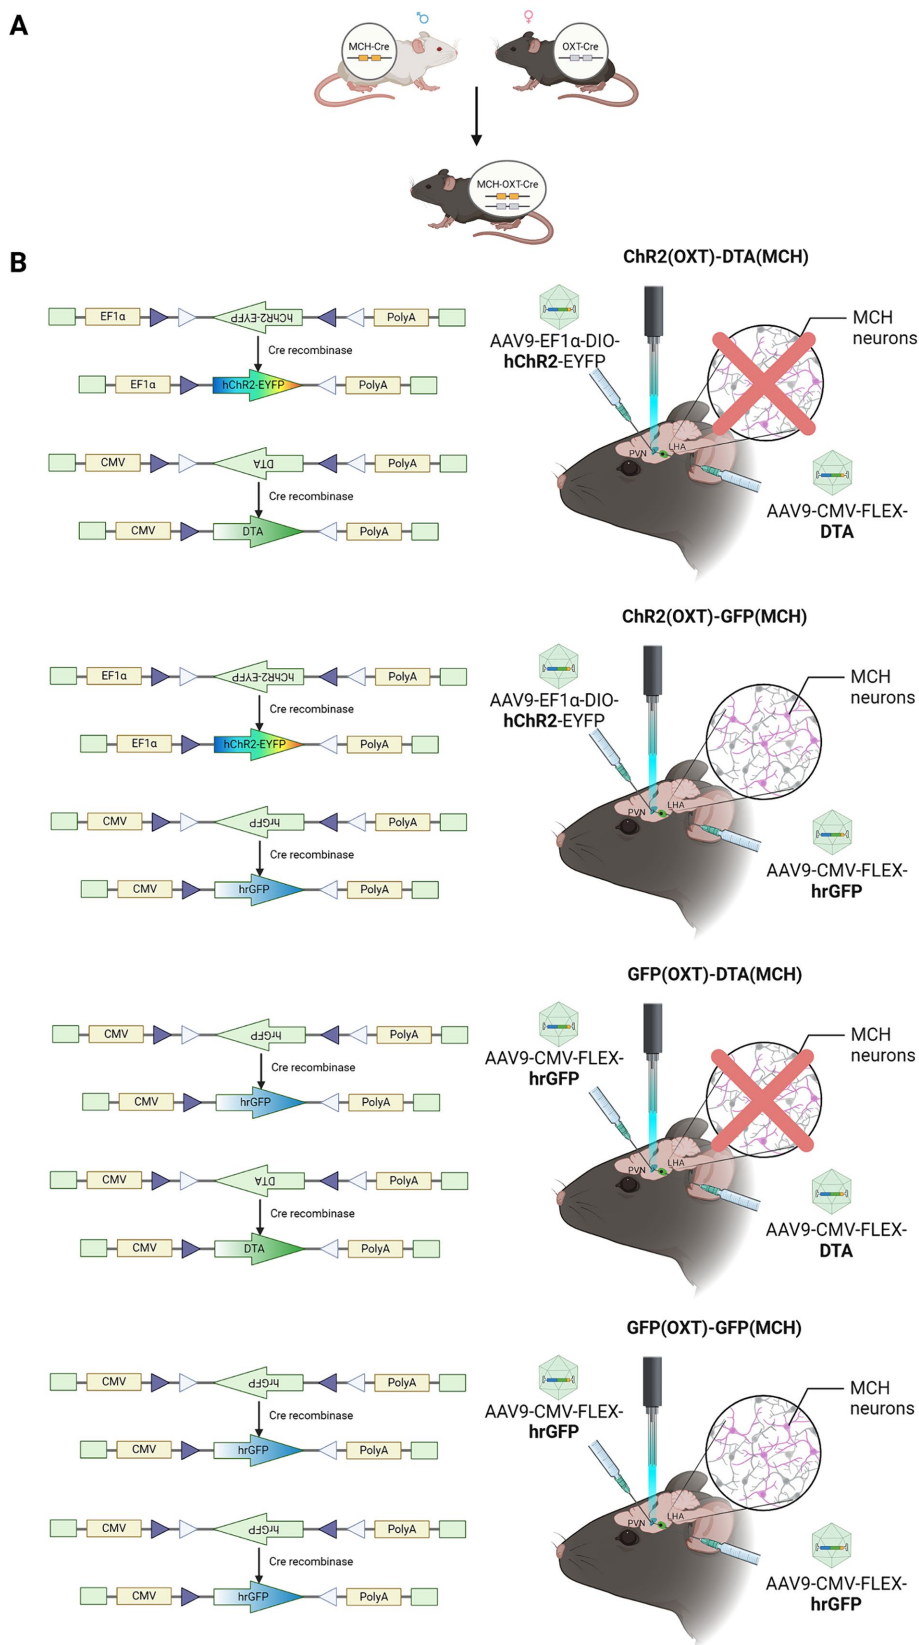 A
♂
♀
MCH-Cre
OXT-Cre
MCH-OXT-Cre
B
ChR2(OXT)-DTA(MCH)
EF1α
hChR2-EYFP
PolyA
Cre recombinase
EF1α
hChR2-EYFP
PolyA
CMV
DTA
PolyA
Cre recombinase
CMV
DTA
PolyA
AAV9-EF1α-DIO-
hChR2-EYFP
MCH
neurons
PVN
LHA
AAV9-CMV-FLEX-
DTA
ChR2(OXT)-GFP(MCH)
EF1α
hChR2-EYFP
PolyA
Cre recombinase
EF1α
hChR2-EYFP
PolyA
CMV
hrGFP
PolyA
Cre recombinase
CMV
hrGFP
PolyA
AAV9-EF1α-DIO-
hChR2-EYFP
MCH
neurons
PVN
LHA
AAV9-CMV-FLEX-
hrGFP
GFP(OXT)-DTA(MCH)
CMV
hrGFP
PolyA
Cre recombinase
CMV
hrGFP
PolyA
CMV
DTA
PolyA
Cre recombinase
CMV
DTA
PolyA
AAV9-CMV-FLEX-
hrGFP
MCH
neurons
PVN
LHA
AAV9-CMV-FLEX-
DTA
GFP(OXT)-GFP(MCH)
CMV
hrGFP
PolyA
Cre recombinase
CMV
hrGFP
PolyA
CMV
hrGFP
PolyA
Cre recombinase
CMV
hrGFP
PolyA
AAV9-CMV-FLEX-
hrGFP
MCH
neurons
PVN
LHA
AAV9-CMV-FLEX-
hrGFP